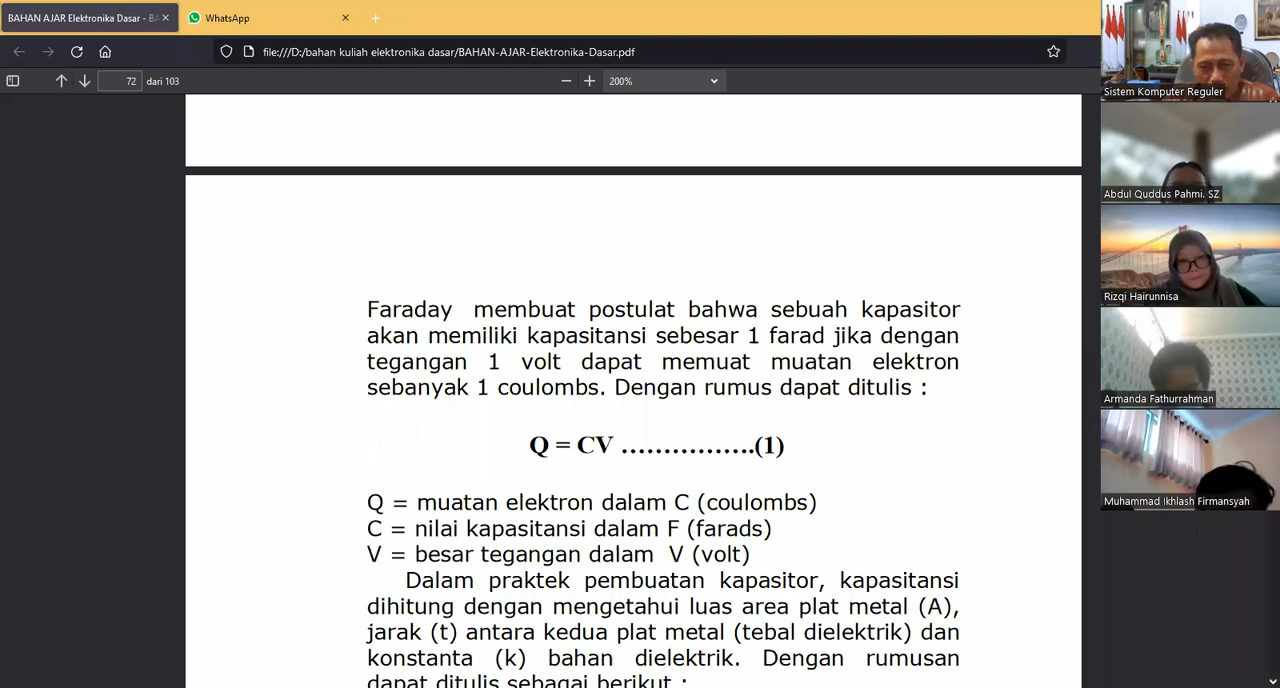 BAHAN AJAR Elektronika Dasar - BA
WhatsApp
file:///D:/bahan kuliah elektronika dasar/BAHAN-AJAR-Elektronika-Dasar.pdf
72 dari 103
200%
Faraday membuat postulat bahwa sebuah kapasitor
akan memiliki kapasitansi sebesar 1 farad jika dengan
tegangan 1 volt dapat memuat muatan elektron
sebanyak 1 coulombs. Dengan rumus dapat ditulis :
Q = CV …………….(1)
Q = muatan elektron dalam C (coulombs)
C = nilai kapasitansi dalam F (farads)
V = besar tegangan dalam V (volt)
Dalam praktek pembuatan kapasitor, kapasitansi
dihitung dengan mengetahui luas area plat metal (A),
jarak (t) antara kedua plat metal (tebal dielektrik) dan
konstanta (k) bahan dielektrik. Dengan rumusan
dapat ditulis sebagai berikut :
Sistem Komputer Reguler
Abdul Quddus Pahmi. SZ
Rizqi Hairunnisa
Armanda Fathurrahman
Muhammad Ikhlash Firmansyah